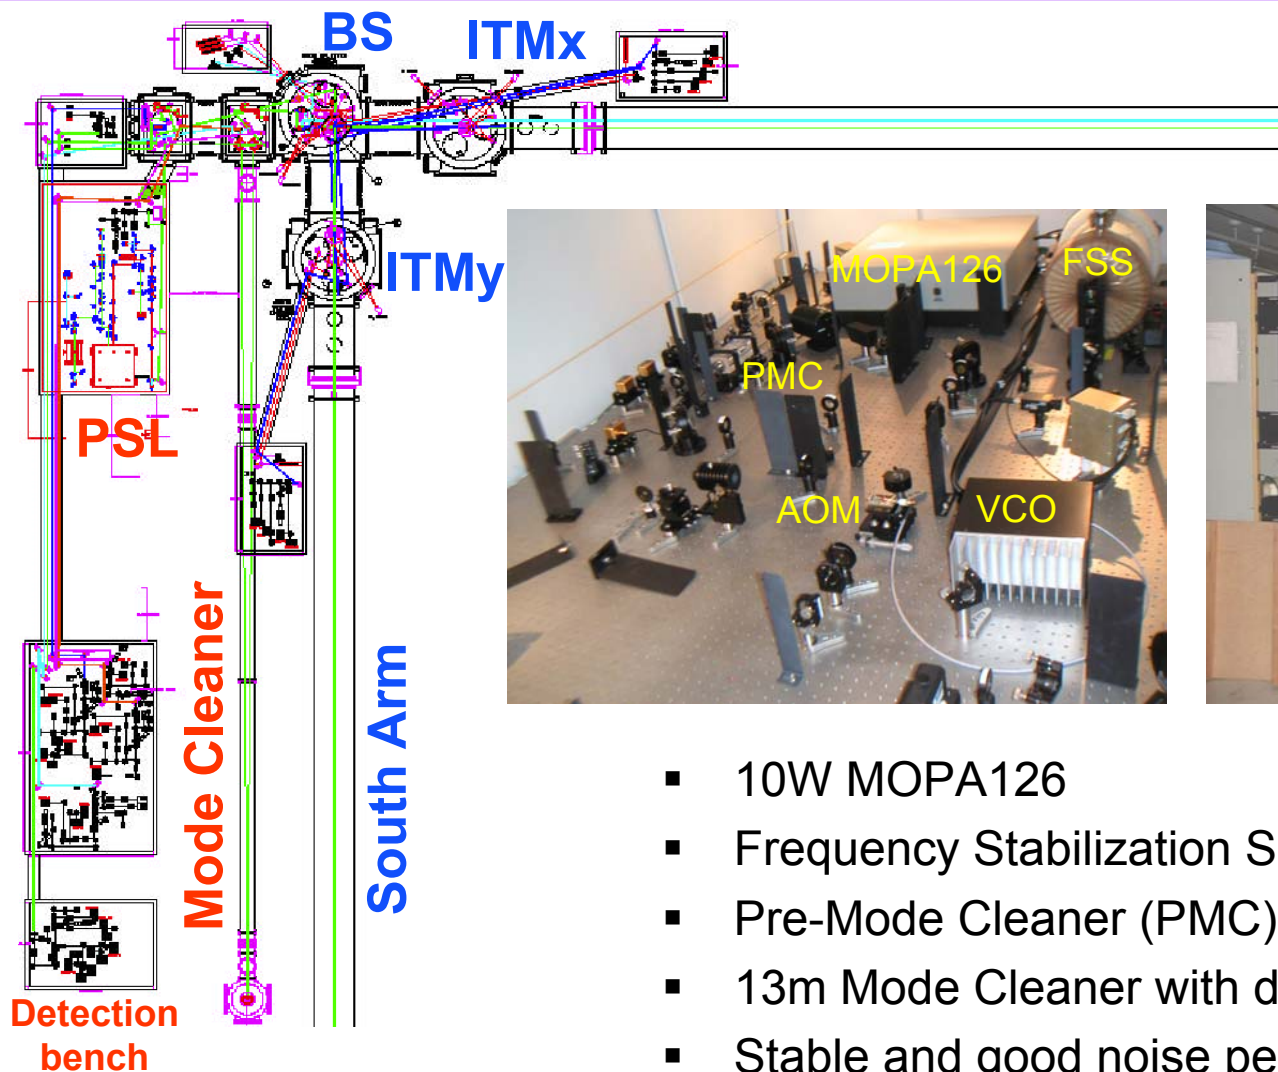 BS
ITMx
ITMy
PSL
Mode Cleaner
South Arm
Detection
bench
MOPA126
FSS
PMC
AOM
VCO
▪ 10W MOPA126
▪ Frequency Stabilization S
▪ Pre-Mode Cleaner (PMC)
▪ 13m Mode Cleaner with d
▪ Stable and good noise pe